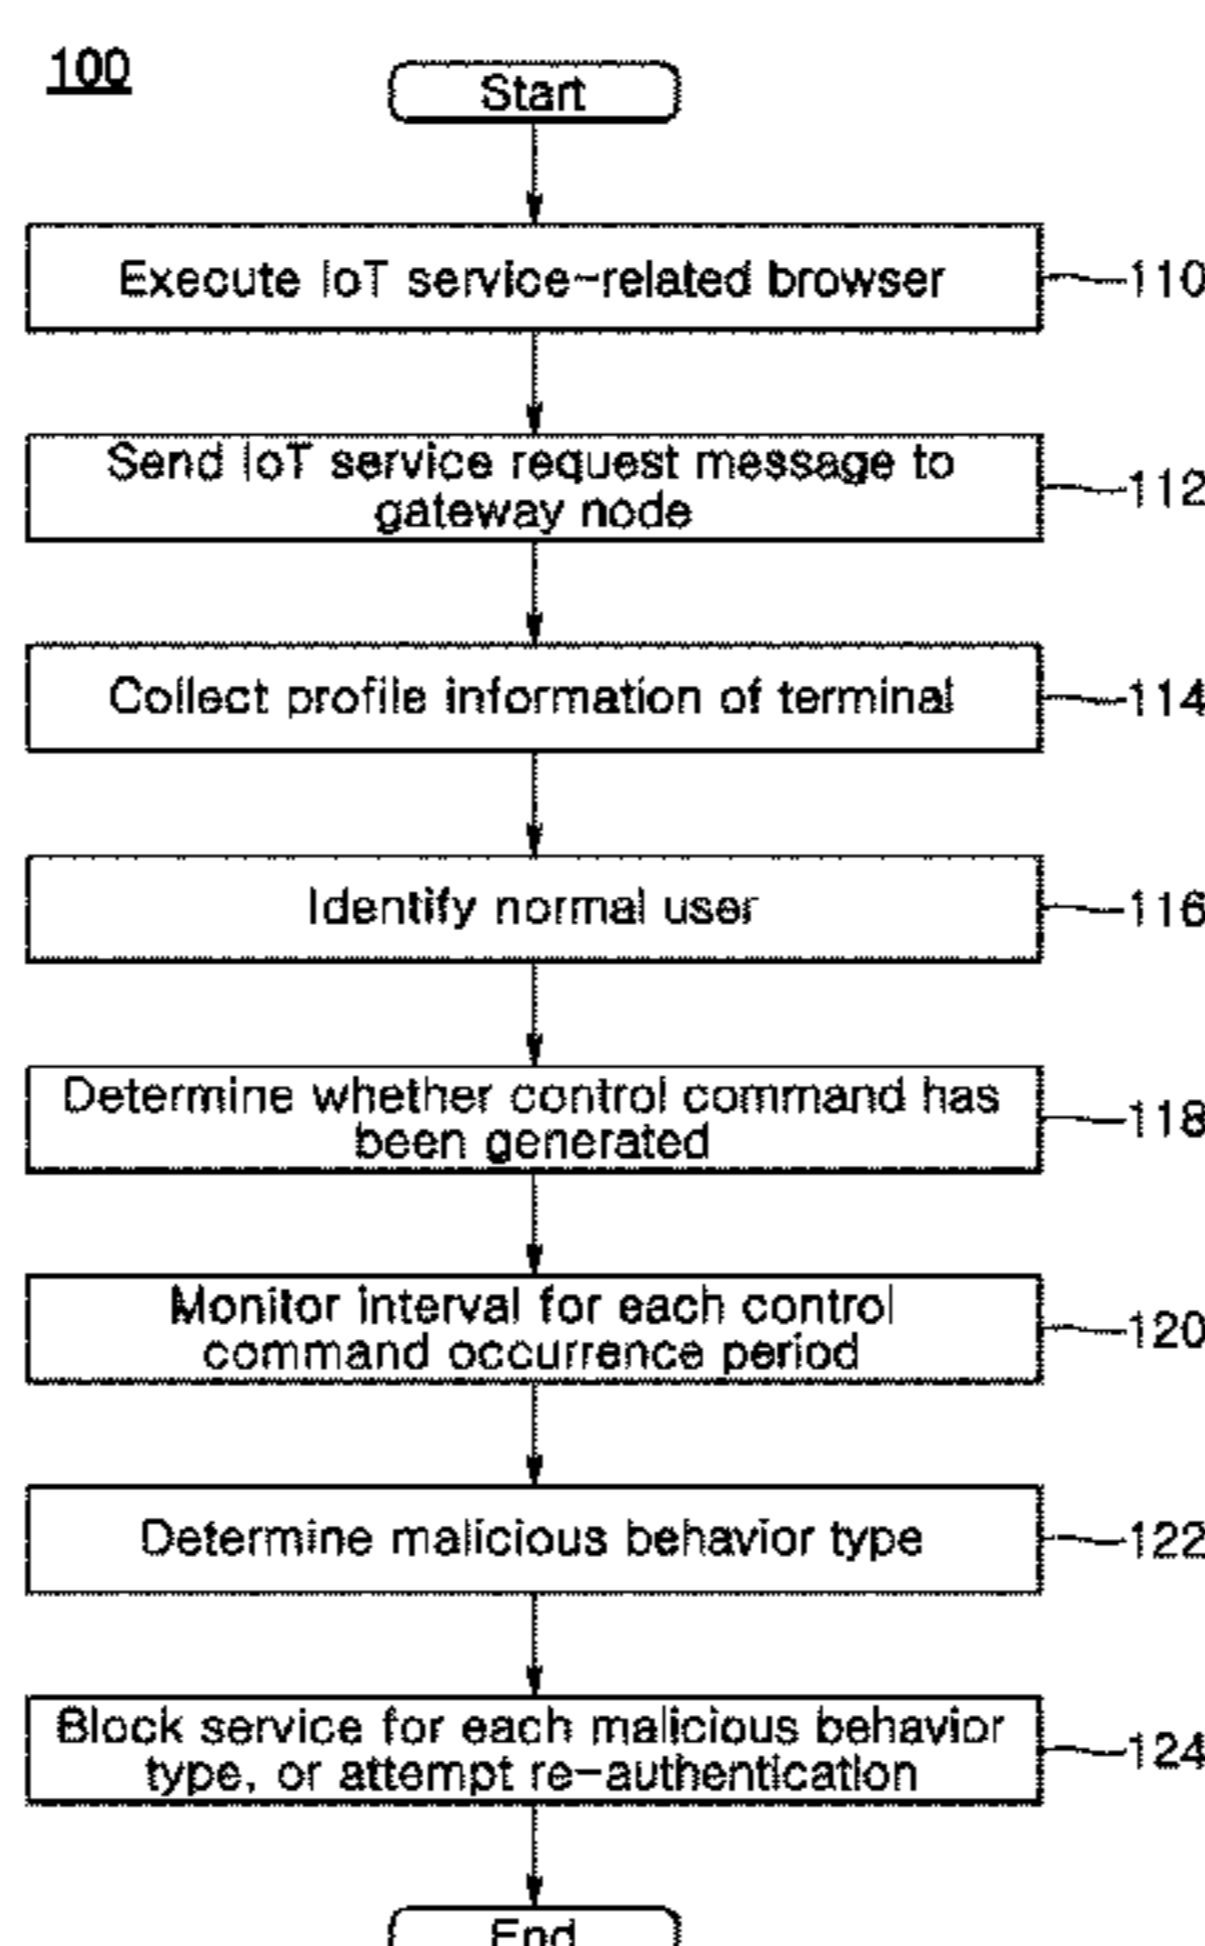 100
Start
Execute IoT service-related browser
110
Send IoT service request message to
gateway node
112
Collect profile information of terminal
114
Identify normal user
116
Determine whether control command has
been generated
118
Monitor interval for each control
command occurrence period
120
Determine malicious behavior type
122
Block service for each malicious behavior
type, or attempt re-authentication
124
End